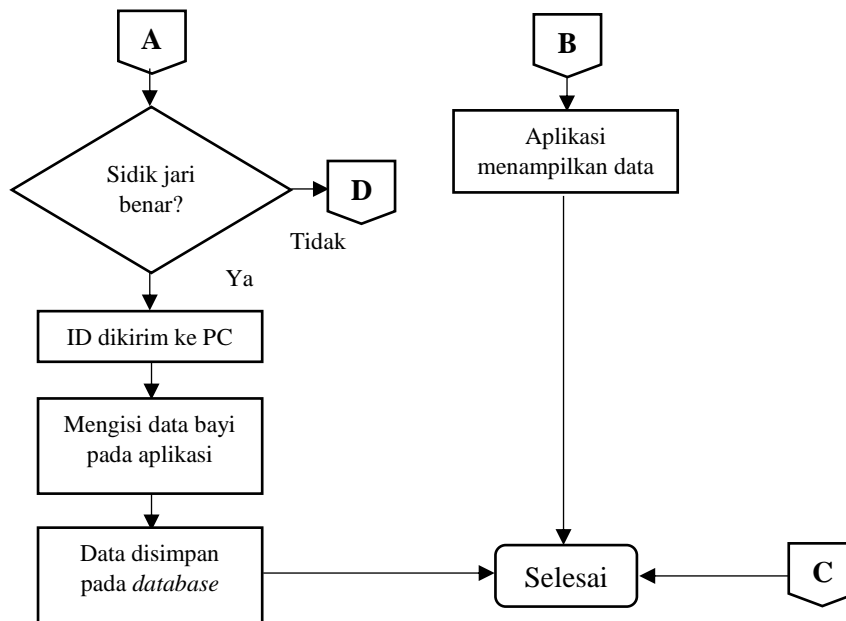 A
B
Aplikasi
menampilkan data
Sidik jari
benar?
D
Tidak
Ya
ID dikirim ke PC
Mengisi data bayi
pada aplikasi
Data disimpan
pada database
Selesai
C